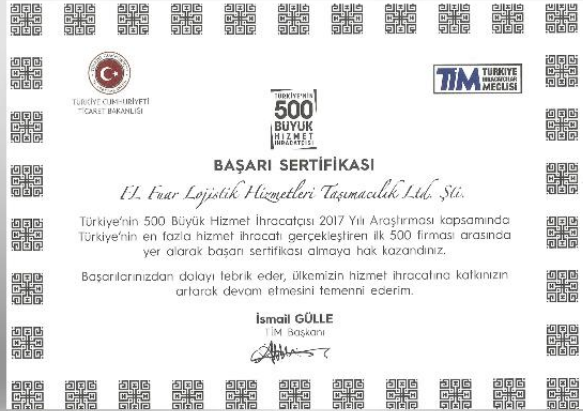 TÜRKİYE CUMHURİYETİ
TİCARET BAKANLIĞI
TİM TÜRKİYE
İHRACATÇILAR
MECLİSİ
TÜRKİYE'NİN
500
BÜYÜK
HİZMET
İHRACATÇISI
BAŞARI SERTİFİKASI
EL Fuar Lojistik Hizmetleri Taşımacılık Ltd. Şti.
Türkiye'nin 500 Büyük Hizmet İhracatçısı 2017 Yılı Araştırması kapsamında
Türkiye'nin en fazla hizmet ihracatı gerçekleştiren ilk 500 firması arasında
yer alarak başarı sertifikası almaya hak kazandınız.
Başarılarınızdan dolayı tebrik eder, ülkemizin hizmet ihracatına katkınızın
artarak devam etmesini temenni ederim.
İsmail GÜLLE
TİM Başkanı